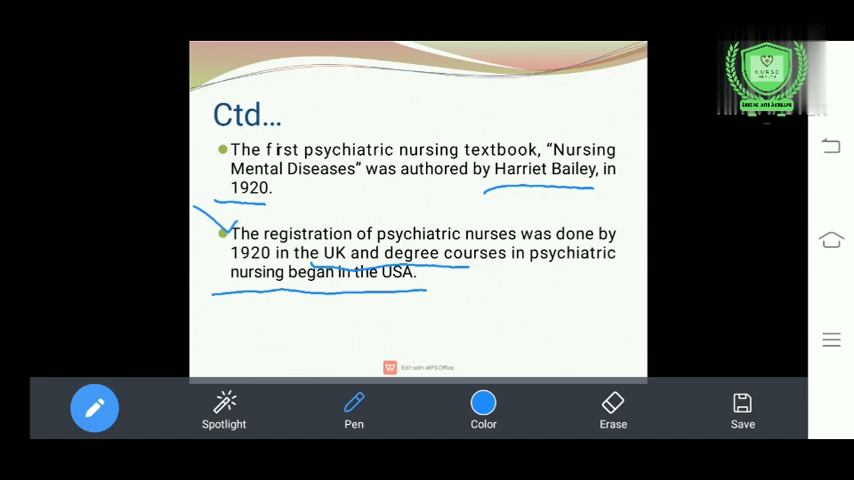 NURSE
HEALTH
Ctd...
The first psychiatric nursing textbook, “Nursing
Mental Diseases” was authored by Harriet Bailey, in
1920.
The registration of psychiatric nurses was done by
1920 in the UK and degree courses in psychiatric
nursing began in the USA.
Edit with WPS Office
Spotlight
Pen
Color
Erase
Save